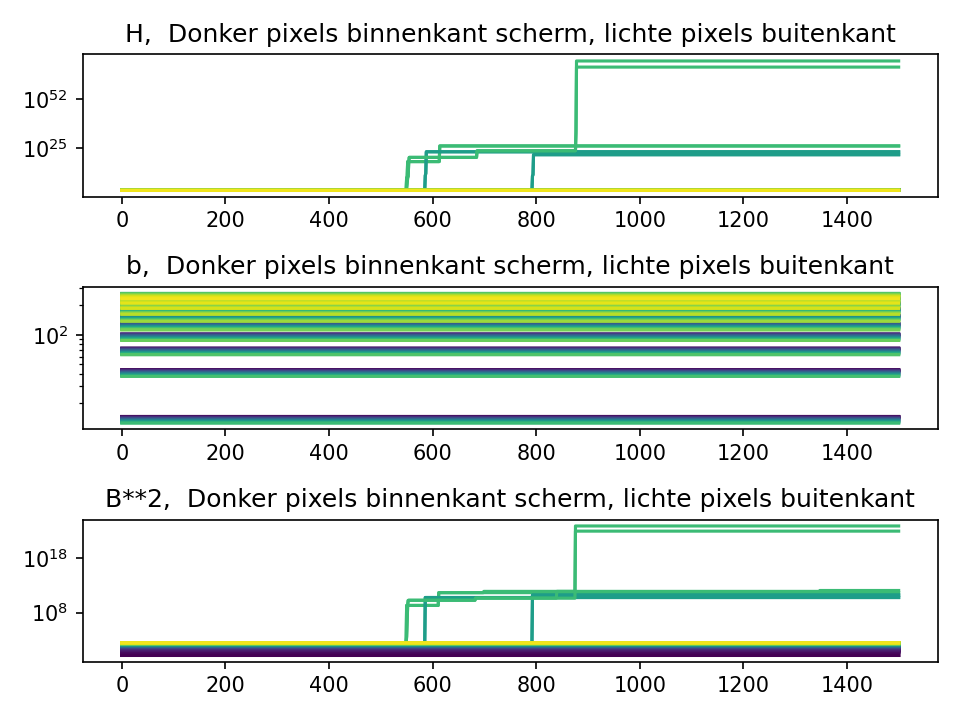 H,  Donker pixels binnenkant scherm, lichte pixels buitenkant
10^52
10^25
0 200 400 600 800 1000 1200 1400
b,  Donker pixels binnenkant scherm, lichte pixels buitenkant
10^2
0 200 400 600 800 1000 1200 1400
B**2,  Donker pixels binnenkant scherm, lichte pixels buitenkant
10^18
10^8
0 200 400 600 800 1000 1200 1400